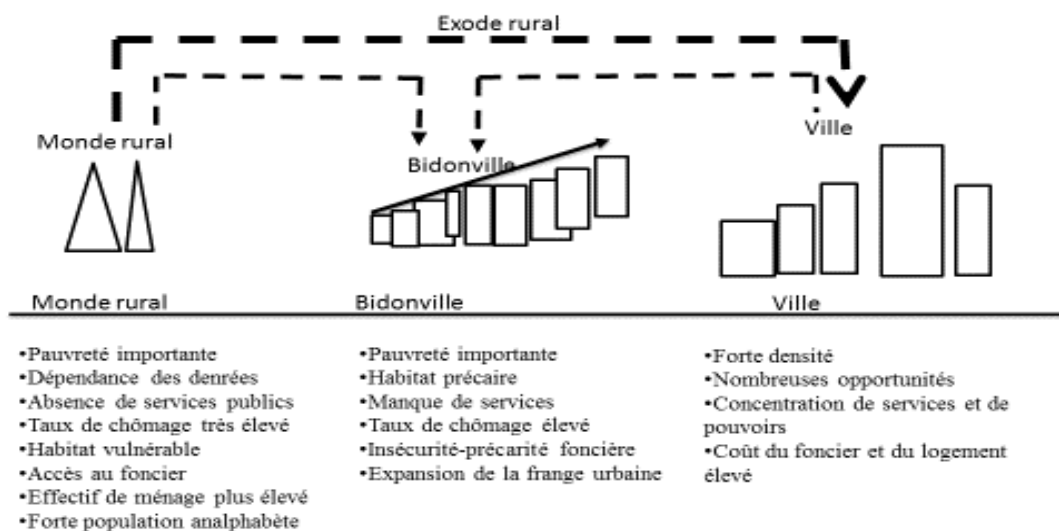 Exode rural
Monde rural
Bidonville
Ville
Monde rural
Bidonville
Ville
•Pauvreté importante
•Dépendance des denrées
•Absence de services publics
•Taux de chômage très élevé
•Habitat vulnérable
•Accès au foncier
•Effectif de ménage plus élevé
•Forte population analphabète
•Pauvreté importante
•Habitat précaire
•Manque de services
•Taux de chômage élevé
•Insécurité-précarité foncière
•Expansion de la frange urbaine
•Forte densité
•Nombreuses opportunités
•Concentration de services et de
pouvoirs
•Coût du foncier et du logement
élevé